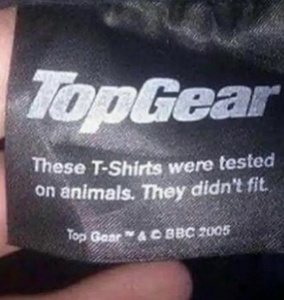 TopGear
These T-Shirts were tested
on animals. They didn't fit.
Top Gear ™ & © BBC 2005